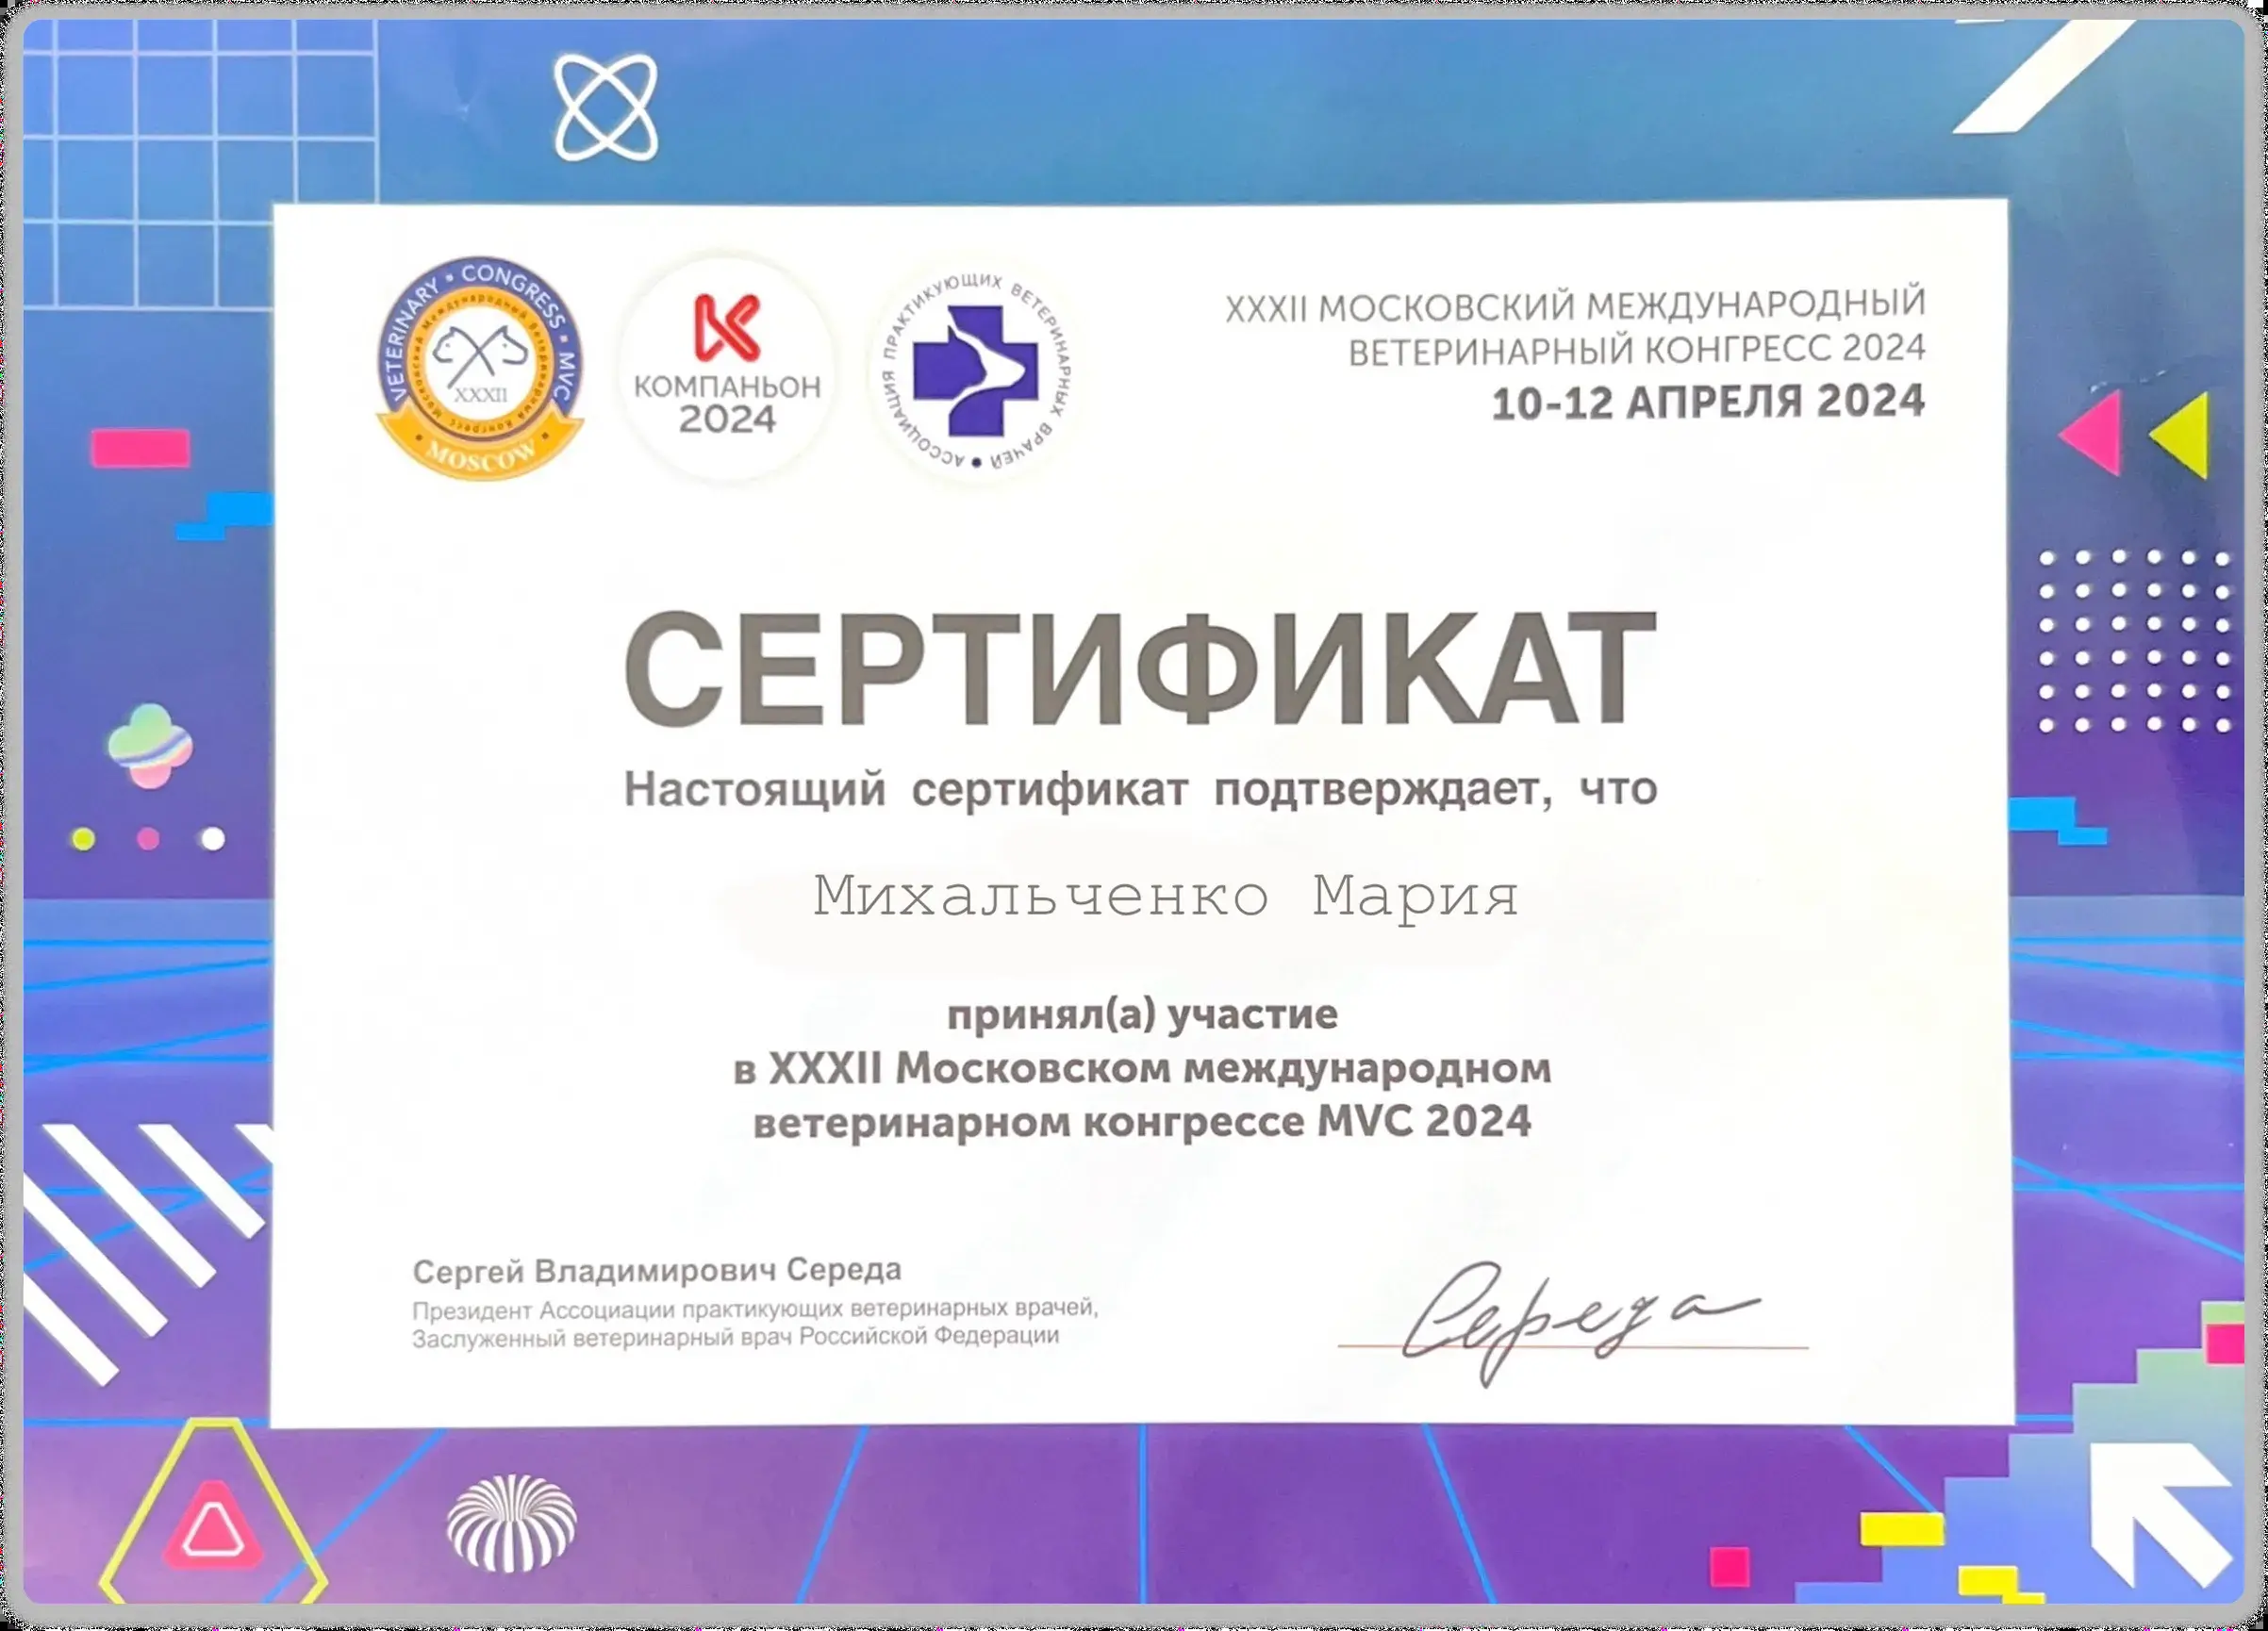 VETERINARY • CONGRESS • MVC
Московский Международный Ветеринарный Конгресс
XXXII
• MOSCOW •
КОМПАНЬОН
2024
АССОЦИАЦИЯ ПРАКТИКУЮЩИХ ВЕТЕРИНАРНЫХ ВРАЧЕЙ •
XXXII МОСКОВСКИЙ МЕЖДУНАРОДНЫЙ
ВЕТЕРИНАРНЫЙ КОНГРЕСС 2024
10-12 АПРЕЛЯ 2024
СЕРТИФИКАТ
Настоящий сертификат подтверждает, что
Михальченко Мария
принял(а) участие
в XXXII Московском международном
ветеринарном конгрессе MVC 2024
Сергей Владимирович Середа
Президент Ассоциации практикующих ветеринарных врачей,
Заслуженный ветеринарный врач Российской Федерации
Середа